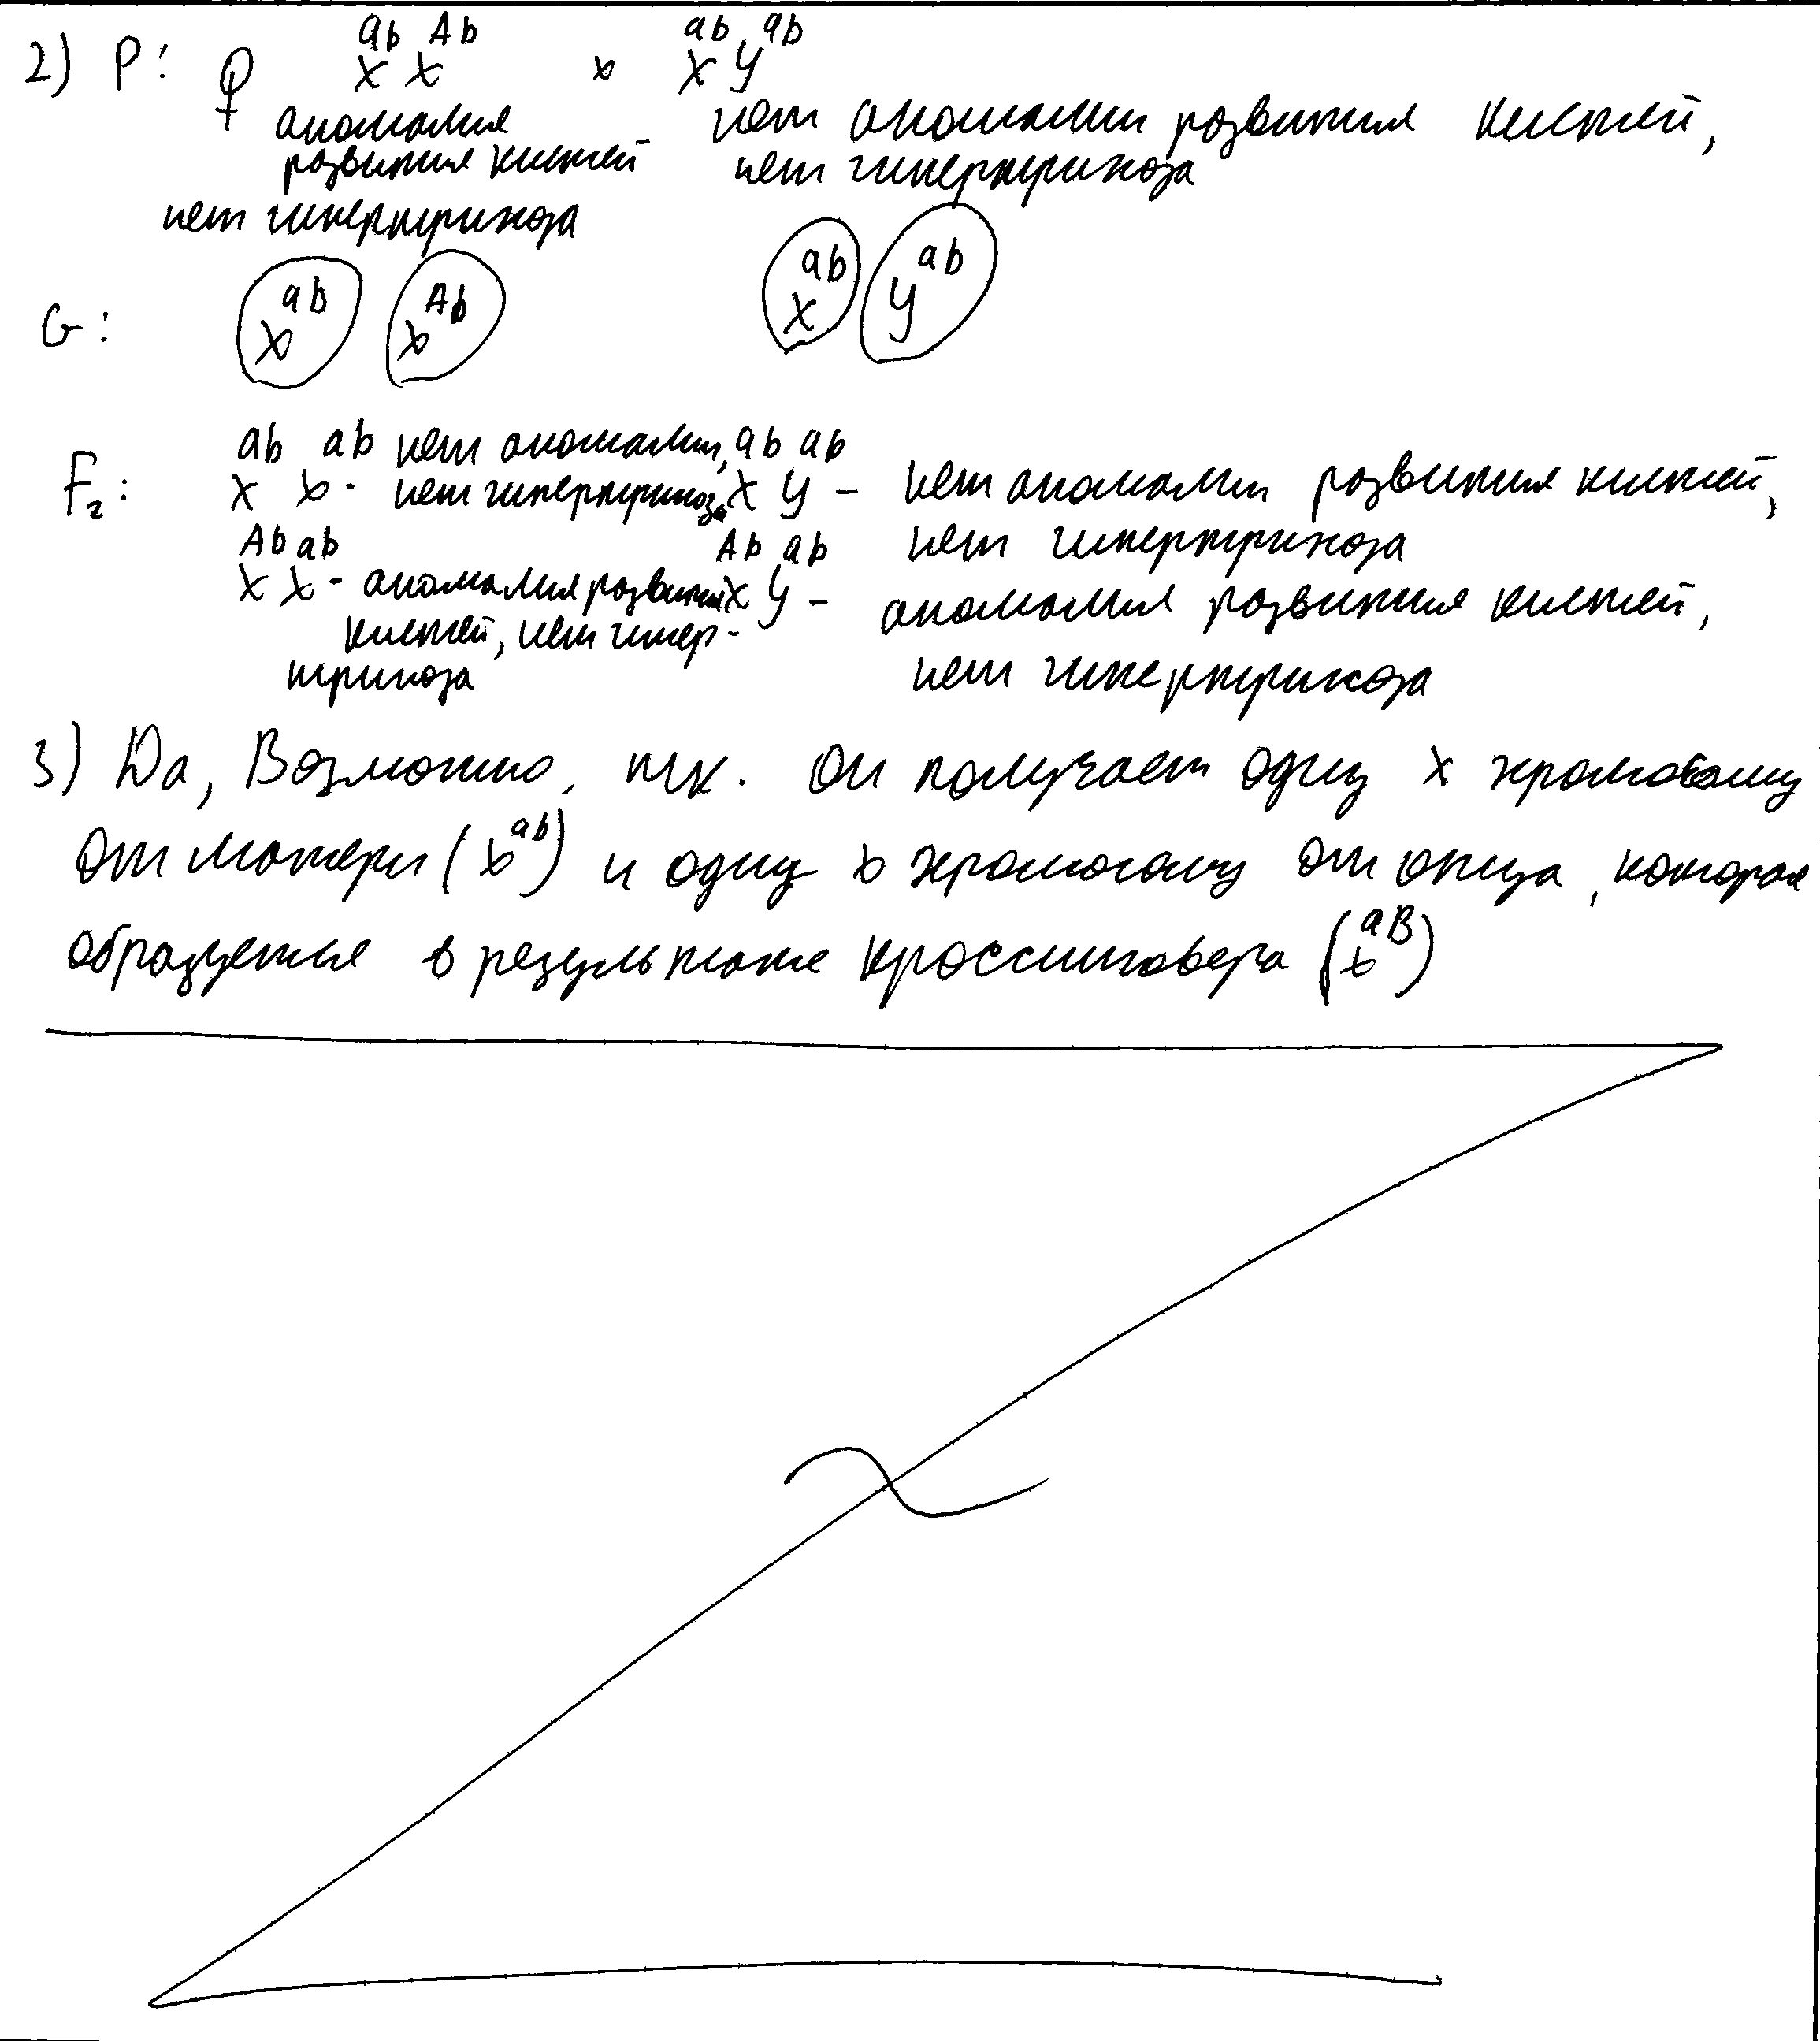 2) P: ♀ X^ab X^Ab x X^ab Y^ab
аномалия нет аномалии развития кистей,
развития кистей нет гипертрихоза
нет гипертрихоза
G: X^ab X^Ab X^ab Y^ab
F₂: X^ab X^ab - нет аномалии, нет гипертрихоза X^ab Y^ab - нет аномалии развития кистей,
нет гипертрихоза
X^Ab X^ab - аномалия развития X^Ab Y^ab - аномалия развития кистей,
кистей, нет гипер-
трихоза нет гипертрихоза
3) Да, Возможно, т.к. он получает одну х хромосому
от матери (X^ab) и одну х хромосому от отца, которая
образуется в результате кроссинговера (X^aB)